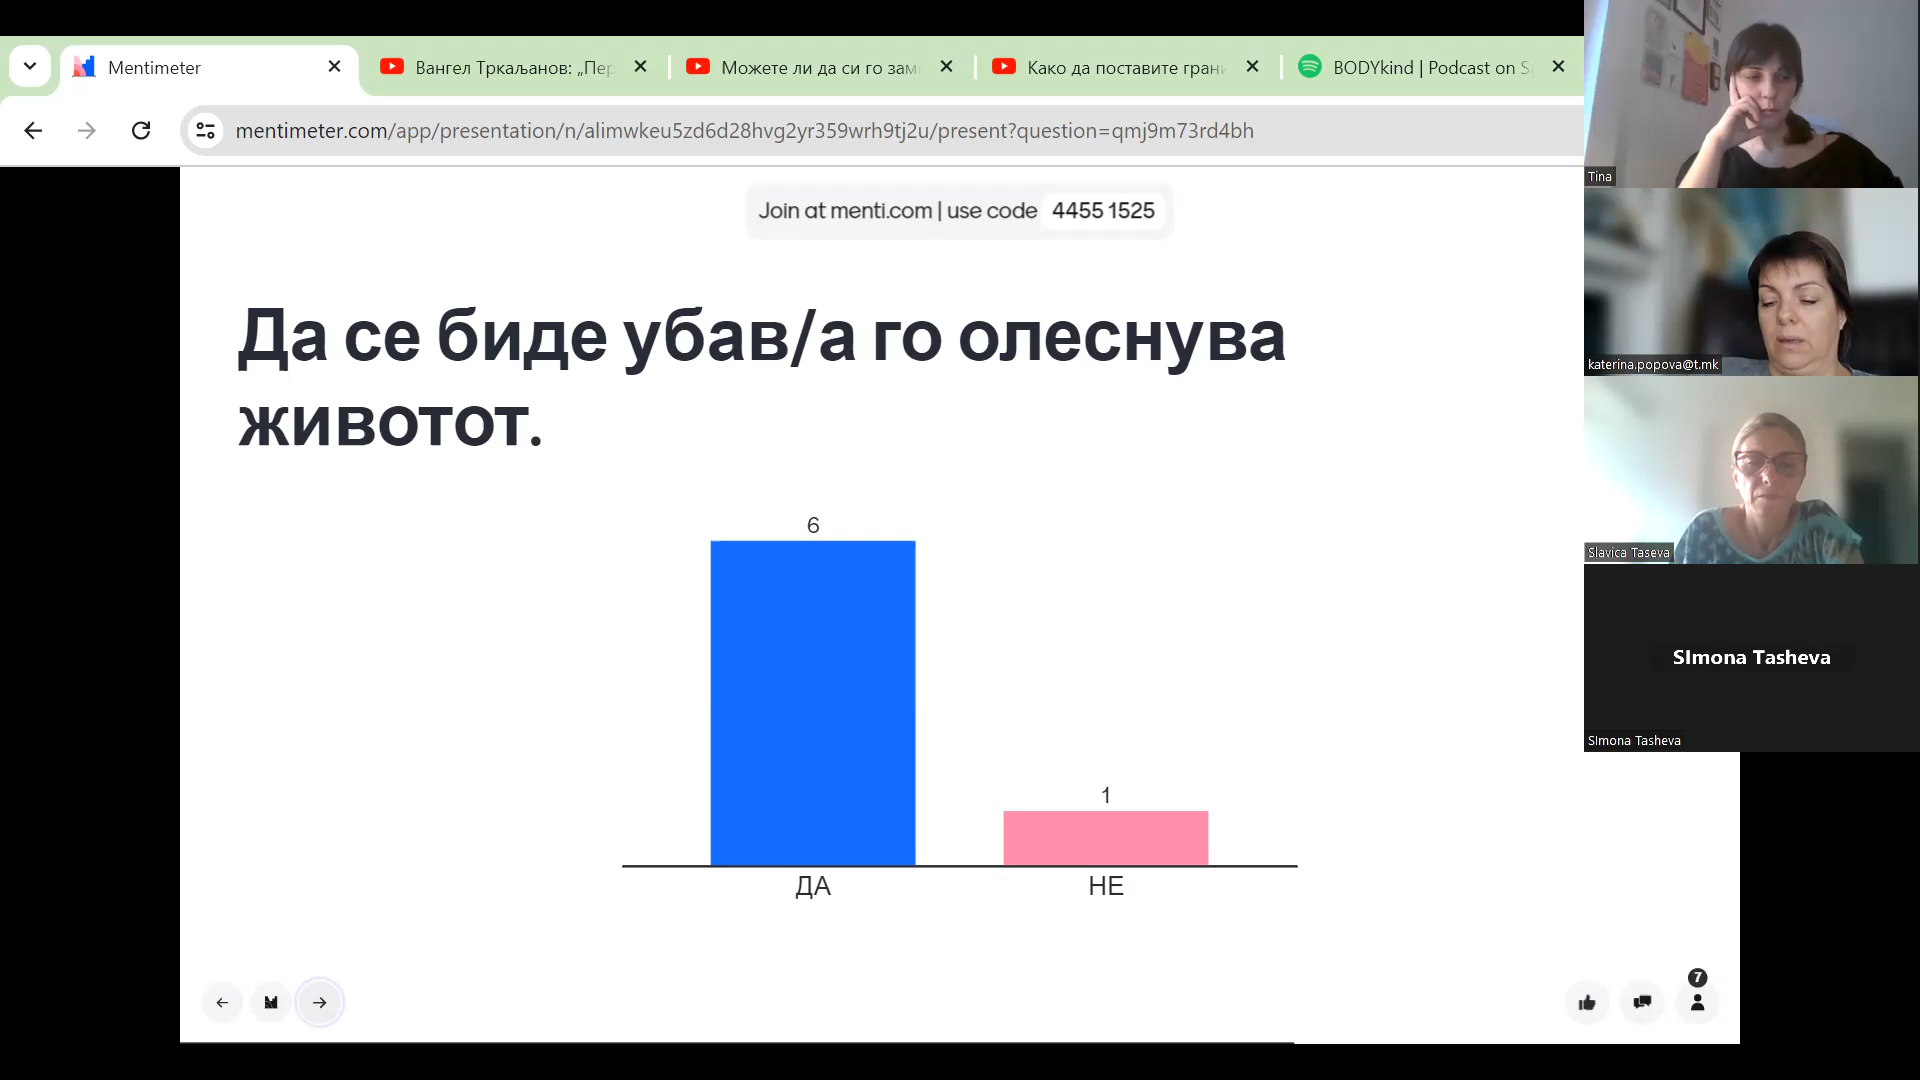 Mentimeter
Вангел Тркаљанов: „Пер
Можете ли да си го зам
Како да поставите грани
BODYkind | Podcast on S
mentimeter.com/app/presentation/n/alimwkeu5zd6d28hvg2yr359wrh9tj2u/present?question=qmj9m73rd4bh
Join at menti.com | use code 4455 1525
Да се биде убав/а го олеснува
животот.
6
1
ДА
НЕ
7
Tina
katerina.popova@t.mk
Slavica Taseva
SImona Tasheva
SImona Tasheva